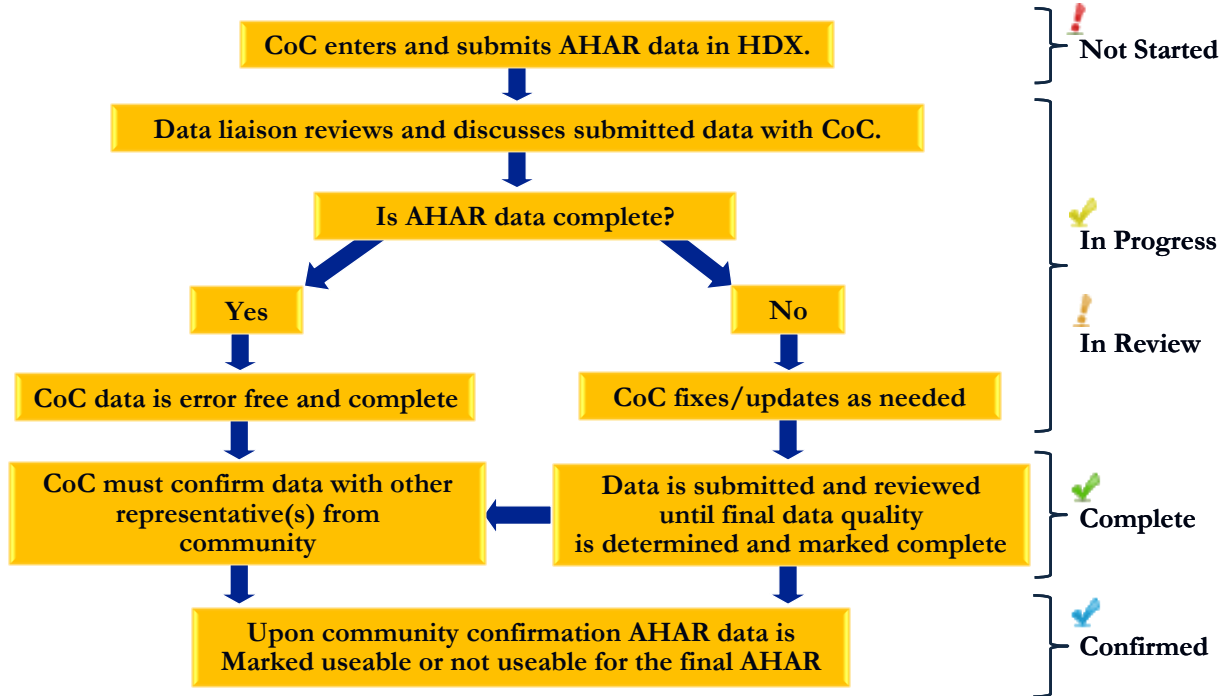 CoC enters and submits AHAR data in HDX.
Not Started
Data liaison reviews and discusses submitted data with CoC.
Is AHAR data complete?
In Progress
Yes
No
In Review
CoC data is error free and complete
CoC fixes/updates as needed
CoC must confirm data with other
representative(s) from
community
Data is submitted and reviewed
until final data quality
is determined and marked complete
Complete
Upon community confirmation AHAR data is
Marked useable or not useable for the final AHAR
Confirmed